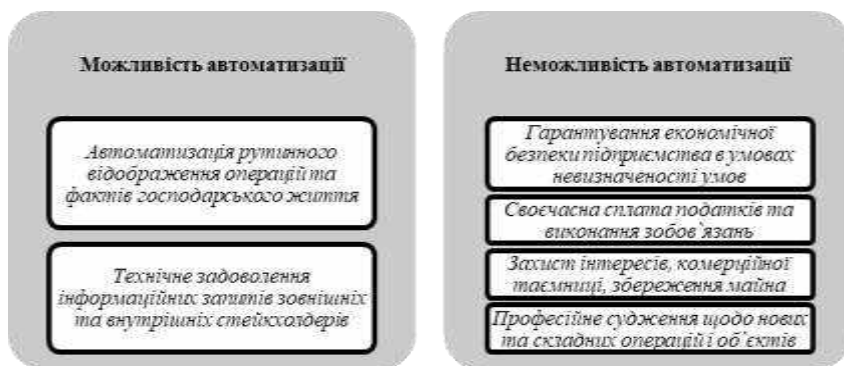 Можливість автоматизації
Автоматизація рутинного
відображення операцій та
фактів господарського життя
Технічне задоволення
інформаційних запитів зовнішніх
та внутрішніх стейкхолдерів
Неможливість автоматизації
Гарантування економічної
безпеки підприємства в умовах
невизначеності умов
Своєчасна сплата податків та
виконання зобов`язань
Захист інтересів, комерційної
таємниці, збереження майна
Професійне судження щодо нових
та складних операцій і об`єктів